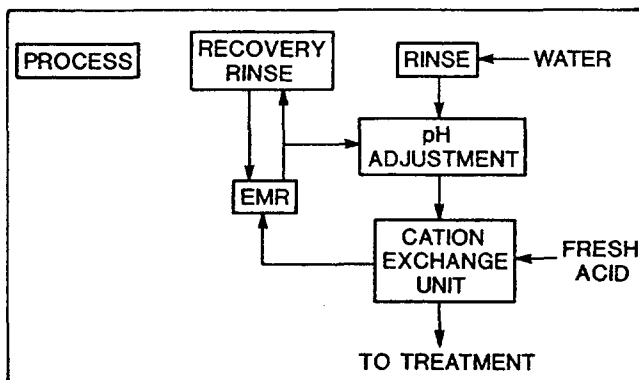 PROCESS
RECOVERY
RINSE
RINSE
WATER
pH
ADJUSTMENT
EMR
CATION
EXCHANGE
UNIT
FRESH
ACID
TO TREATMENT